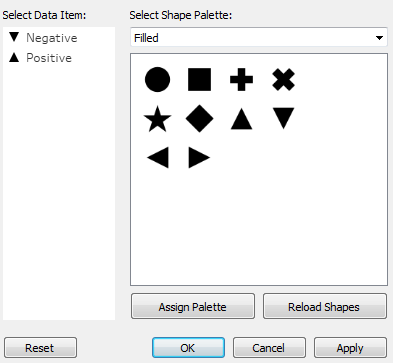 Select Data Item:
Select Shape Palette:
Negative
Positive
Filled
Assign Palette
Reload Shapes
Reset
OK
Cancel
Apply